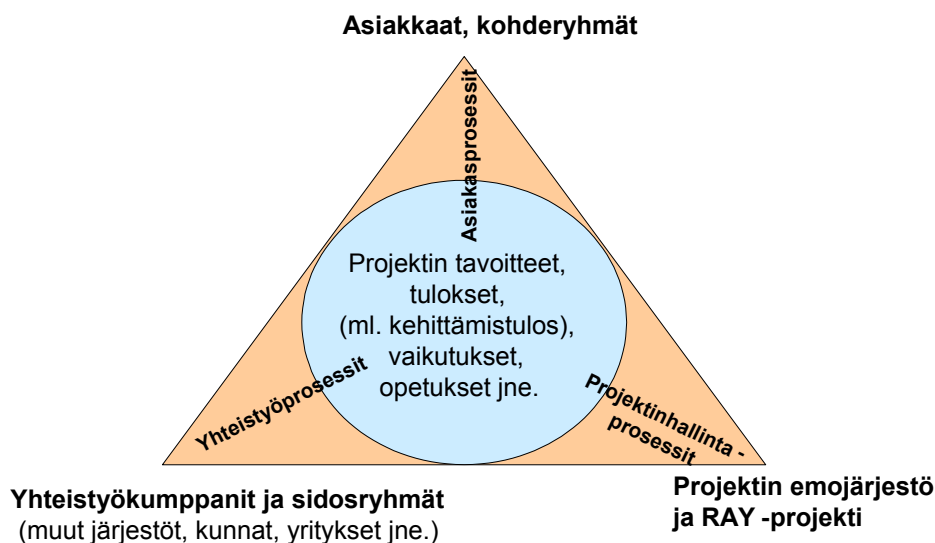 Asiakkaat, kohderyhmät
Asiakasprosessit
Projektin tavoitteet,
tulokset,
(ml. kehittämistulos),
vaikutukset,
opetukset jne.
Yhteistyöprosessit
Projektinhallinta -
prosessit
Yhteistyökumppanit ja sidosryhmät
(muut järjestöt, kunnat, yritykset jne.)
Projektin emojärjestö
ja RAY -projekti